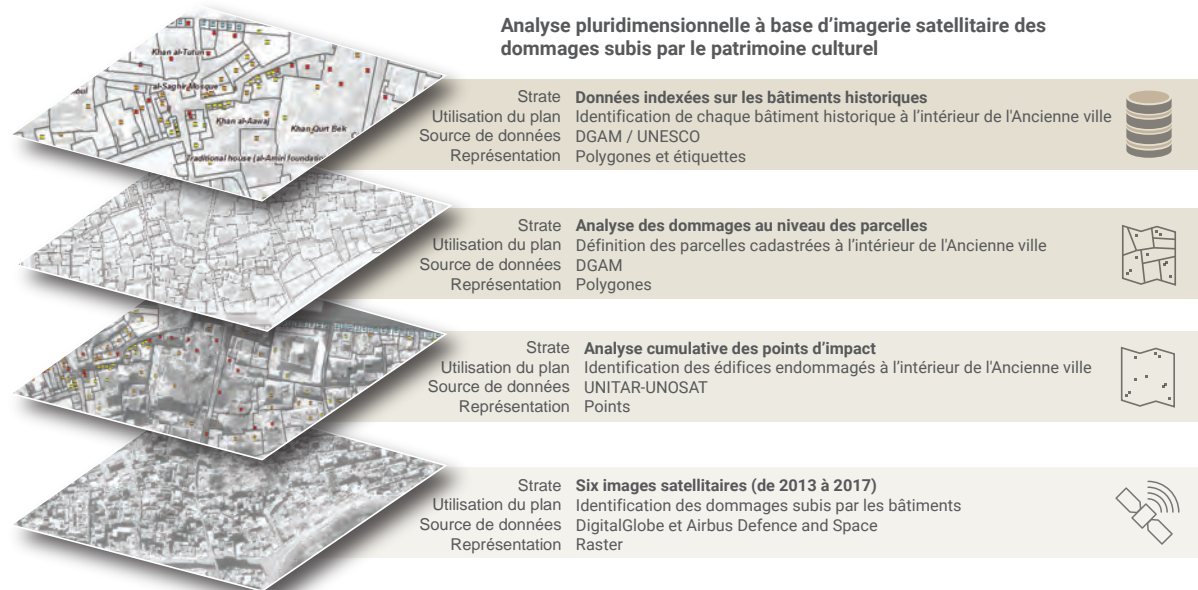 Analyse pluridimensionnelle à base d’imagerie satellitaire des
dommages subis par le patrimoine culturel
Khan al-Tutun
al-Saghir Mosque
Khan al-Aawaj
Khan Qurt Bek
Traditional house (al-Amiri foundation
Strate Données indexées sur les bâtiments historiques
Utilisation du plan Identification de chaque bâtiment historique à l’intérieur de l'Ancienne ville
Source de données DGAM / UNESCO
Représentation Polygones et étiquettes
Strate Analyse des dommages au niveau des parcelles
Utilisation du plan Définition des parcelles cadastrées à l’intérieur de l'Ancienne ville
Source de données DGAM
Représentation Polygones
Strate Analyse cumulative des points d’impact
Utilisation du plan Identification des édifices endommagés à l’intérieur de l'Ancienne ville
Source de données UNITAR-UNOSAT
Représentation Points
Strate Six images satellitaires (de 2013 à 2017)
Utilisation du plan Identification des dommages subis par les bâtiments
Source de données DigitalGlobe et Airbus Defence and Space
Représentation Raster